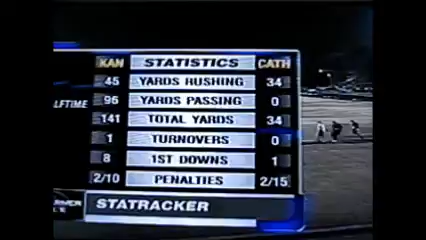 KAN STATISTICS CATH
45 YARDS RUSHING 34
96 YARDS PASSING 0
LFTIME
141 TOTAL YARDS 34
1 TURNOVERS 0
8 1ST DOWNS 1
2/10 PENALTIES 2/15
STATRACKER